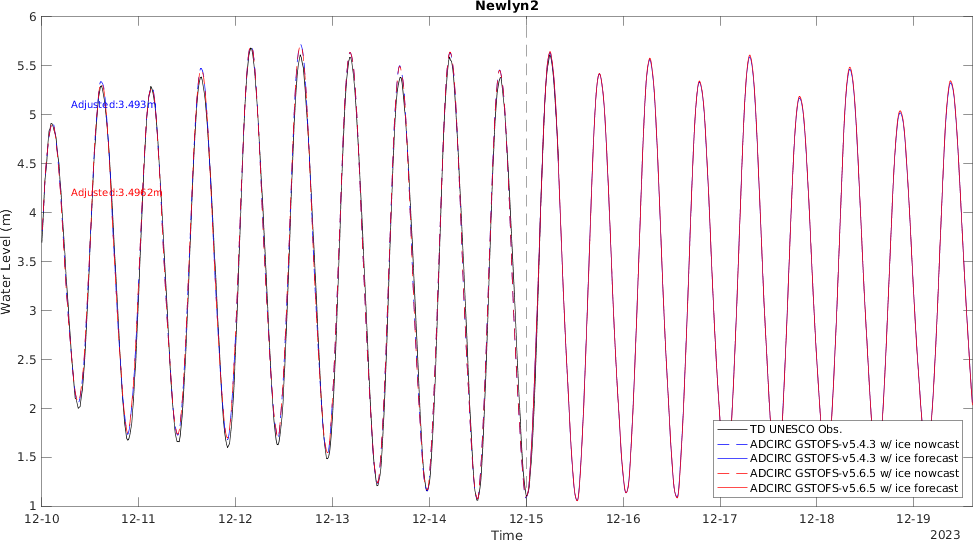 Newlyn2
6
5.5
5
4.5
4
3.5
3
2.5
2
1.5
1
Water Level (m)
Adjusted:3.493m
Adjusted:3.4962m
TD UNESCO Obs.
ADCIRC GSTOFS-v5.4.3 w/ ice nowcast
ADCIRC GSTOFS-v5.4.3 w/ ice forecast
ADCIRC GSTOFS-v5.6.5 w/ ice nowcast
ADCIRC GSTOFS-v5.6.5 w/ ice forecast
12-10 12-11 12-12 12-13 12-14 12-15 12-16 12-17 12-18 12-19
Time
2023